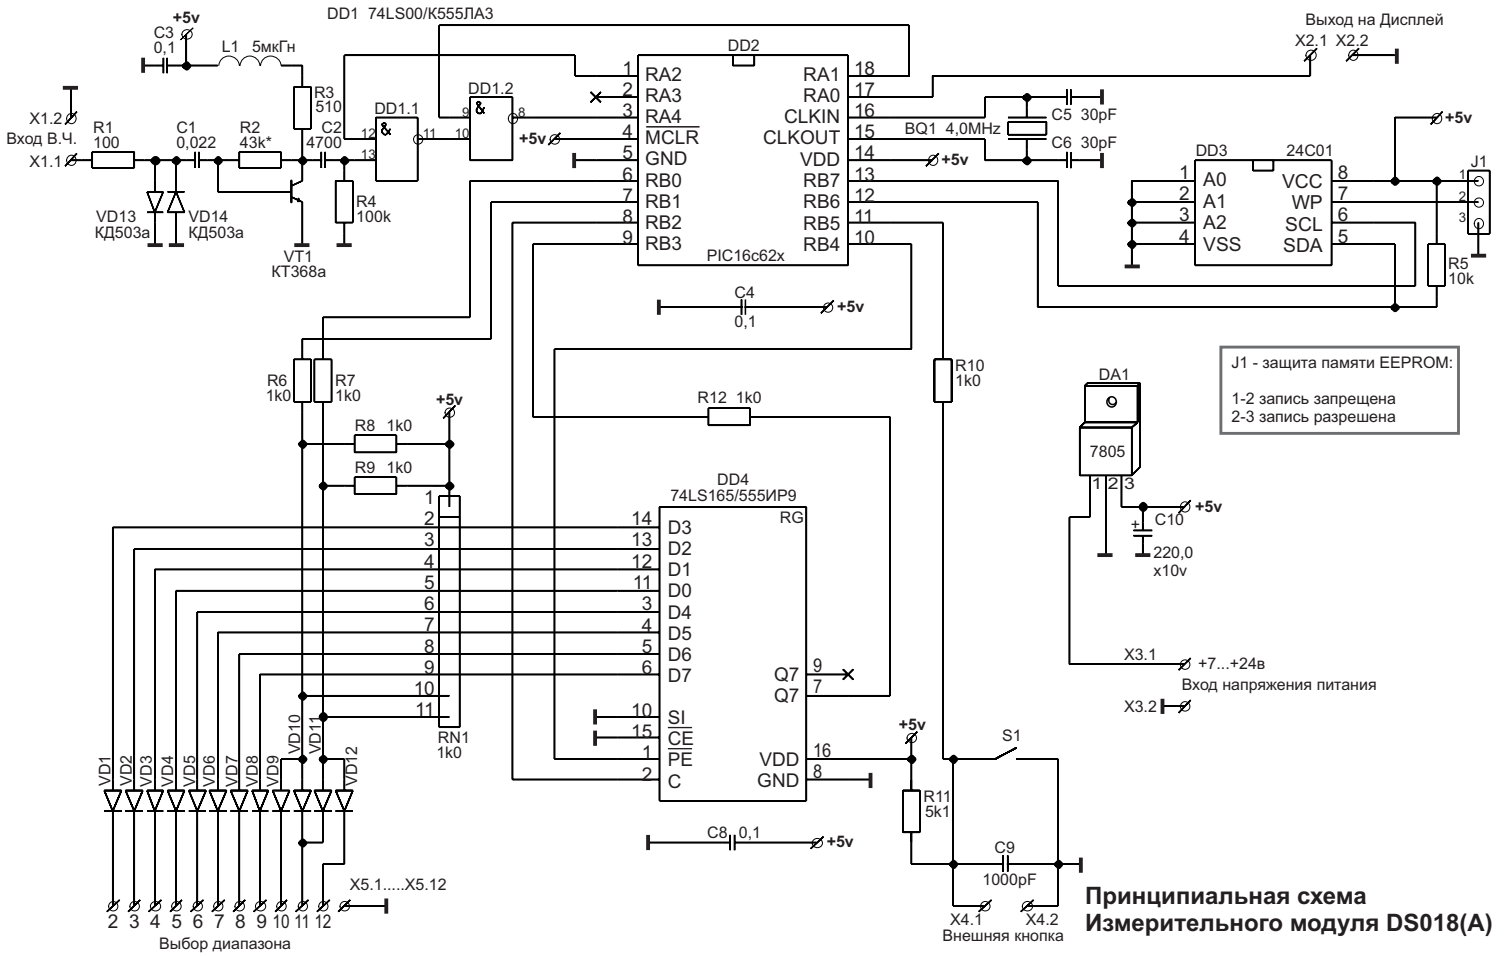 DD1 74LS00/К555ЛА3
+5v
C3
0,1
L1 5мкГн
R3
510
X1.2
Вход В.Ч.
X1.1
R1
100
C1
0,022
R2
43k*
C2
4700
R4
100k
VD13
КД503а
VD14
КД503а
VT1
КТ368а
DD1.1
&
12
13
11
DD1.2
&
9
10
8
+5v
DD2
1 RA2
2 RA3
3 RA4
4 MCLR
5 GND
6 RB0
7 RB1
8 RB2
9 RB3
RA1 18
RA0 17
CLKIN 16
CLKOUT 15
VDD 14
RB7 13
RB6 12
RB5 11
RB4 10
PIC16c62x
+5v
BQ1 4,0MHz
C5 30pF
C6 30pF
Выход на Дисплей
X2.1 X2.2
+5v
DD3 24C01
1 A0
2 A1
3 A2
4 VSS
VCC 8
WP 7
SCL 6
SDA 5
J1
1
2
3
R5
10k
C4
0,1
+5v
R6
1k0
R7
1k0
R8 1k0
R9 1k0
+5v
R12 1k0
R10
1k0
J1 - защита памяти EEPROM:
1-2 запись запрещена
2-3 запись разрешена
DA1
7805
1 2 3
+5v
+
C10
220,0
x10v
X3.1
+7...+24в
Вход напряжения питания
X3.2
DD4
74LS165/555ИР9
RG
1
2
3
4
5
6
7
8
9
10
11
RN1
1k0
14 D3
13 D2
12 D1
11 D0
3 D4
4 D5
5 D6
6 D7
10 SI
15 CE
1 PE
2 C
Q7 9
Q7 7
VDD 16
GND 8
C8 0,1
+5v
+5v
R11
5k1
S1
C9
1000pF
X4.1 X4.2
Внешняя кнопка
VD1
VD2
VD3
VD4
VD5
VD6
VD7
VD8
VD9
VD10
VD11
VD12
X5.1.....X5.12
2 3 4 5 6 7 8 9 10 11 12
Выбор диапазона
Принципиальная схема
Измерительного модуля DS018(A)